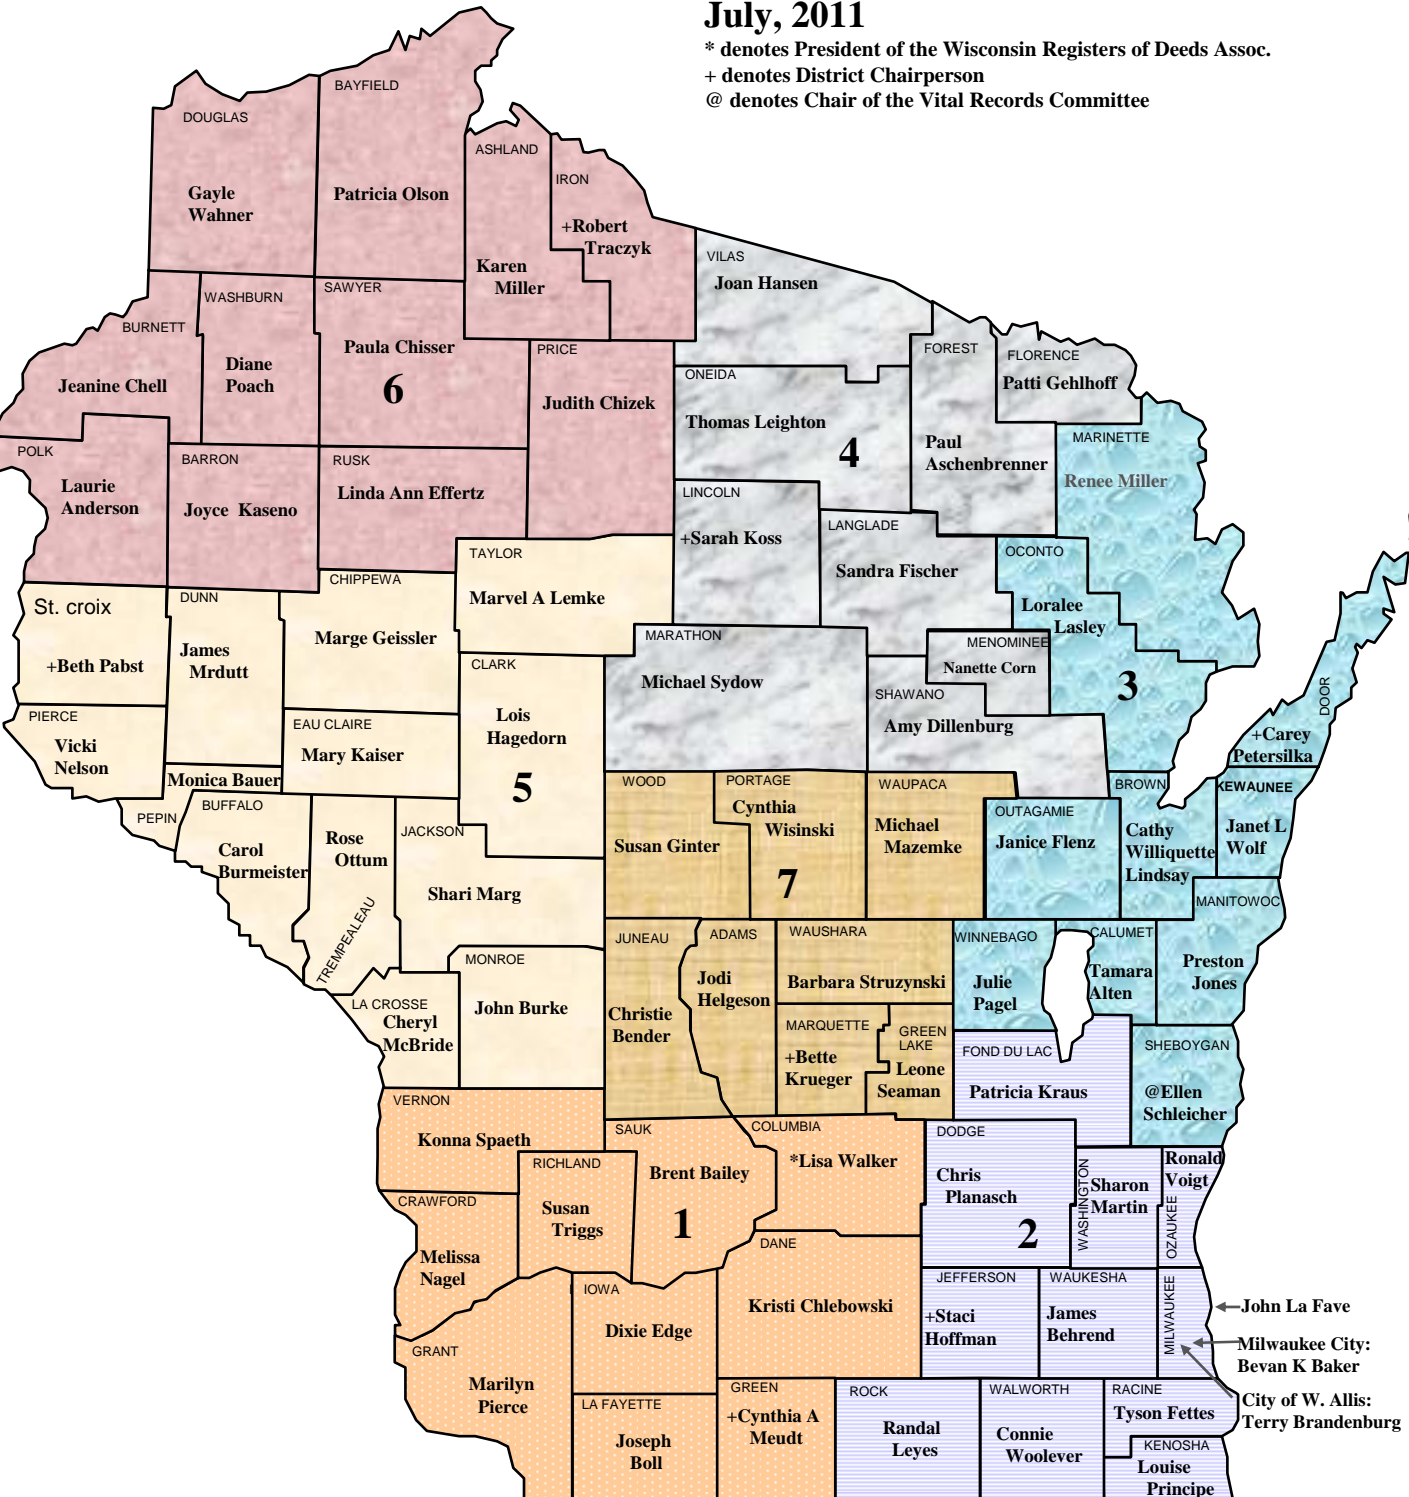 July, 2011
* denotes President of the Wisconsin Registers of Deeds Assoc.
+ denotes District Chairperson
@ denotes Chair of the Vital Records Committee
DOUGLAS
Gayle
Wahner
BAYFIELD
Patricia Olson
ASHLAND
Karen
Miller
IRON
+Robert
Traczyk
VILAS
Joan Hansen
BURNETT
Jeanine Chell
WASHBURN
Diane
Poach
SAWYER
Paula Chisser
6
PRICE
Judith Chizek
ONEIDA
Thomas Leighton
4
FOREST
Paul
Aschenbrenner
FLORENCE
Patti Gehlhoff
MARINETTE
Renee Miller
POLK
Laurie
Anderson
BARRON
Joyce  Kaseno
RUSK
Linda Ann Effertz
LINCOLN
+Sarah Koss
LANGLADE
Sandra Fischer
OCONTO
Loralee
Lasley
3
TAYLOR
Marvel A Lemke
St. croix
+Beth Pabst
DUNN
James
Mrdutt
CHIPPEWA
Marge Geissler
CLARK
Lois
Hagedorn
5
MARATHON
Michael Sydow
MENOMINEE
Nanette Corn
SHAWANO
Amy Dillenburg
DOOR
+Carey
Petersilka
PIERCE
Vicki
Nelson
Monica Bauer
PEPIN
EAU CLAIRE
Mary Kaiser
BUFFALO
Carol
Burmeister
Rose
Ottum
TREMPEALEAU
JACKSON
Shari Marg
WOOD
Susan Ginter
PORTAGE
Cynthia
Wisinski
7
WAUPACA
Michael
Mazemke
OUTAGAMIE
Janice Flenz
BROWN
Cathy
Williquette
Lindsay
KEWAUNEE
Janet L
Wolf
MANITOWOC
Preston
Jones
LA CROSSE
Cheryl
McBride
MONROE
John Burke
JUNEAU
Christie
Bender
ADAMS
Jodi
Helgeson
WAUSHARA
Barbara Struzynski
WINNEBAGO
Julie
Pagel
CALUMET
Tamara
Alten
MARQUETTE
+Bette
Krueger
GREEN
LAKE
Leone
Seaman
FOND DU LAC
Patricia Kraus
SHEBOYGAN
@Ellen
Schleicher
VERNON
Konna Spaeth
RICHLAND
Susan
Triggs
SAUK
Brent Bailey
1
COLUMBIA
*Lisa Walker
DODGE
Chris
Planasch
2
WASHINGTON
Sharon
Martin
Ronald
Voigt
OZAUKEE
CRAWFORD
Melissa
Nagel
IOWA
Dixie Edge
DANE
Kristi Chlebowski
JEFFERSON
+Staci
Hoffman
WAUKESHA
James
Behrend
MILWAUKEE
John La Fave
Milwaukee City:
Bevan K Baker
City of W. Allis:
Terry Brandenburg
GRANT
Marilyn
Pierce
LA FAYETTE
Joseph
Boll
GREEN
+Cynthia A
Meudt
ROCK
Randal
Leyes
WALWORTH
Connie
Woolever
RACINE
Tyson Fettes
KENOSHA
Louise
Principe